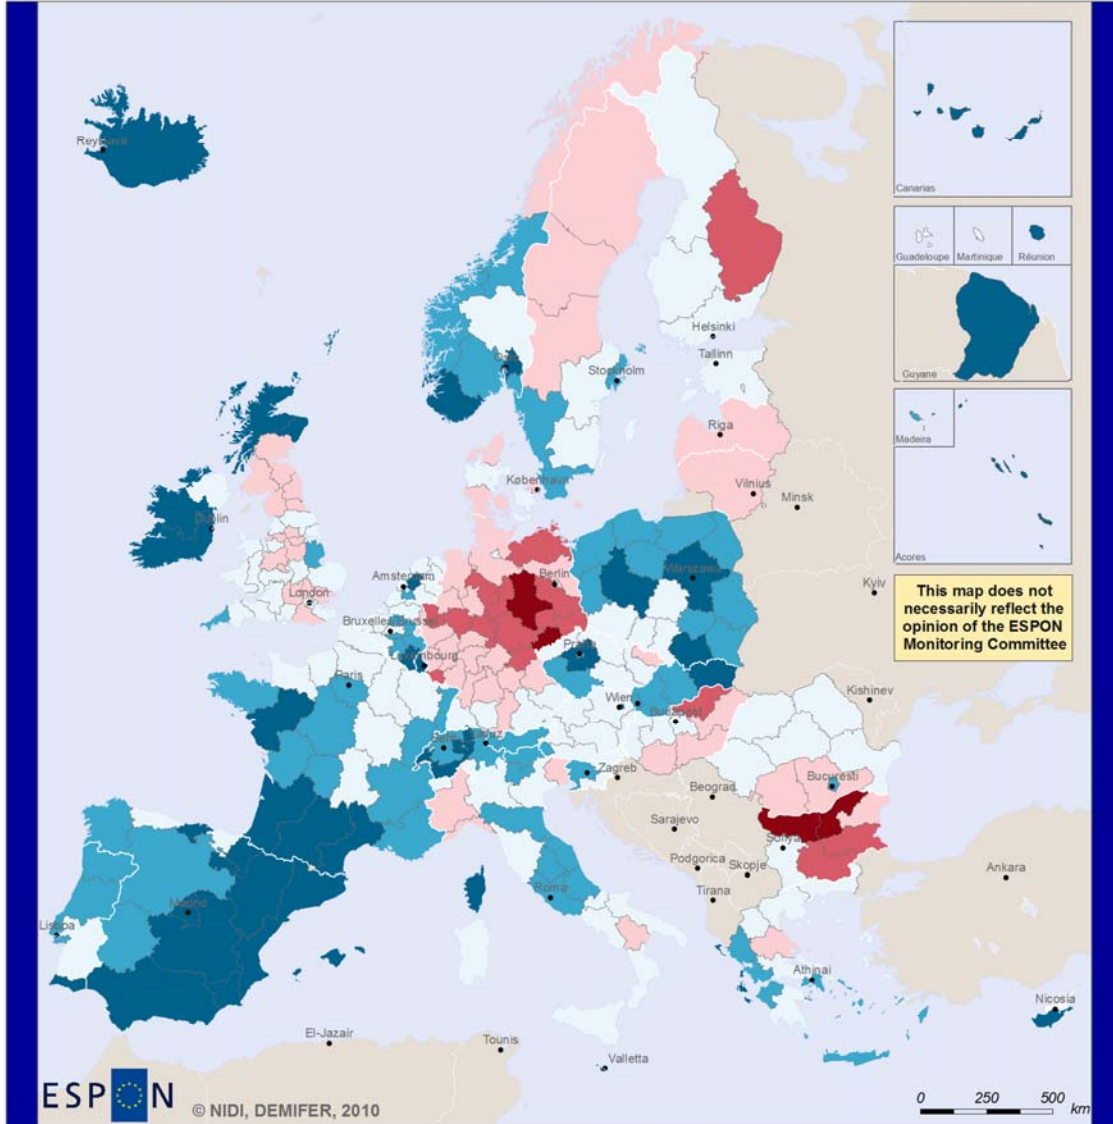 Reykjavik
Canarias
Guadeloupe
Martinique
Réunion
Guyane
Madeira
Acores
Helsinki
Tallinn
Oslo
Stockholm
Riga
København
Vilnius
Minsk
Dublin
Amsterdam
Berlin
Warszawa
London
Kyiv
This map does not
necessarily reflect the
opinion of the ESPON
Monitoring Committee
Bruxelles/Brussel
Praha
Luxembourg
Paris
Kishinev
Wien
Budapest
Bern
Vaduz
Zagreb
Bucuresti
Beograd
Sarajevo
Sofiya
Podgorica
Skopje
Ankara
Tirana
Roma
Madrid
Lisboa
Athinai
Nicosia
El-Jazair
Tounis
Valletta
ESPON
© NIDI, DEMIFER, 2010
0 250 500
km